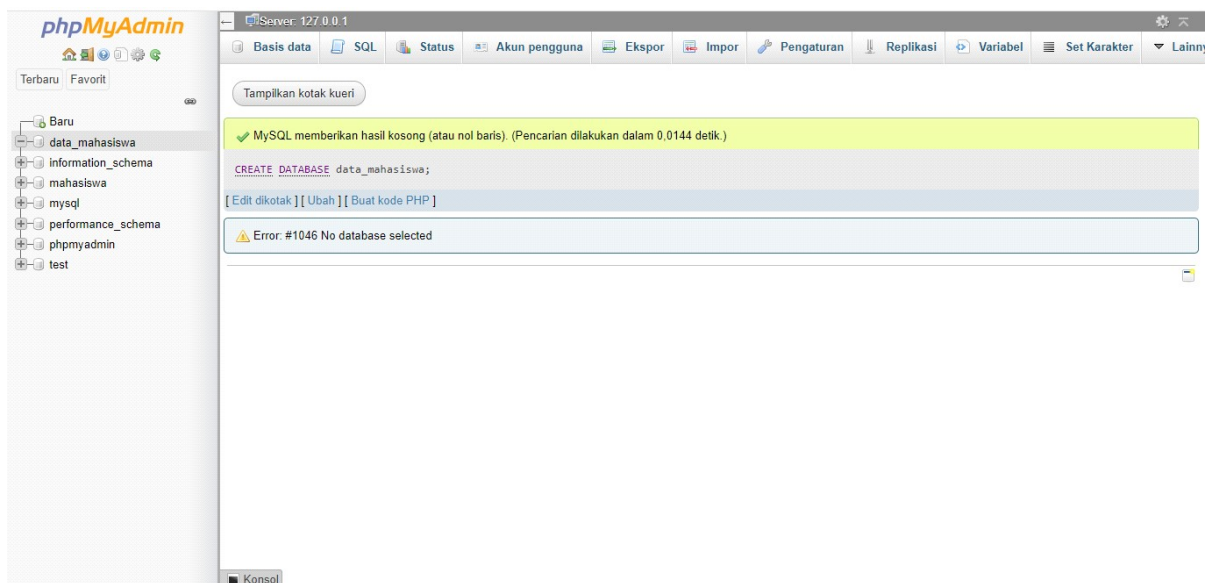 phpMyAdmin
Terbaru Favorit
Baru
data_mahasiswa
information_schema
mahasiswa
mysql
performance_schema
phpmyadmin
test
Server: 127.0.0.1
Basis data SQL Status Akun pengguna Ekspor Impor Pengaturan Replikasi Variabel Set Karakter Lainny
Tampilkan kotak kueri
MySQL memberikan hasil kosong (atau nol baris). (Pencarian dilakukan dalam 0,0144 detik.)
CREATE DATABASE data_mahasiswa;
[ Edit dikotak ] [ Ubah ] [ Buat kode PHP ]
Error: #1046 No database selected
Konsol